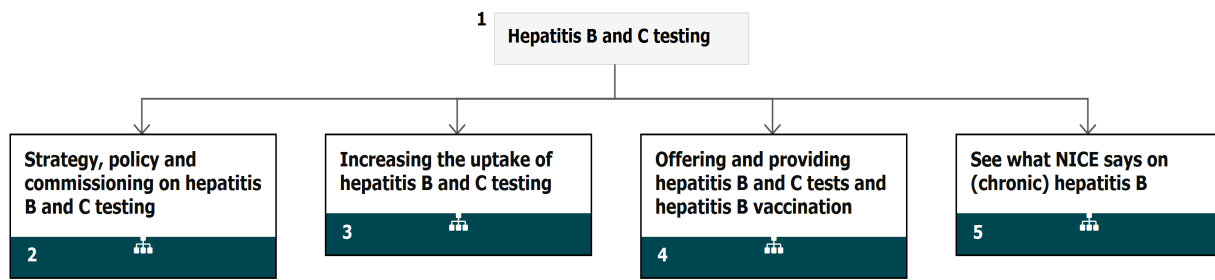 1
Hepatitis B and C testing
Strategy, policy and
commissioning on hepatitis
B and C testing
2
Increasing the uptake of
hepatitis B and C testing
3
Offering and providing
hepatitis B and C tests and
hepatitis B vaccination
4
See what NICE says on
(chronic) hepatitis B
5